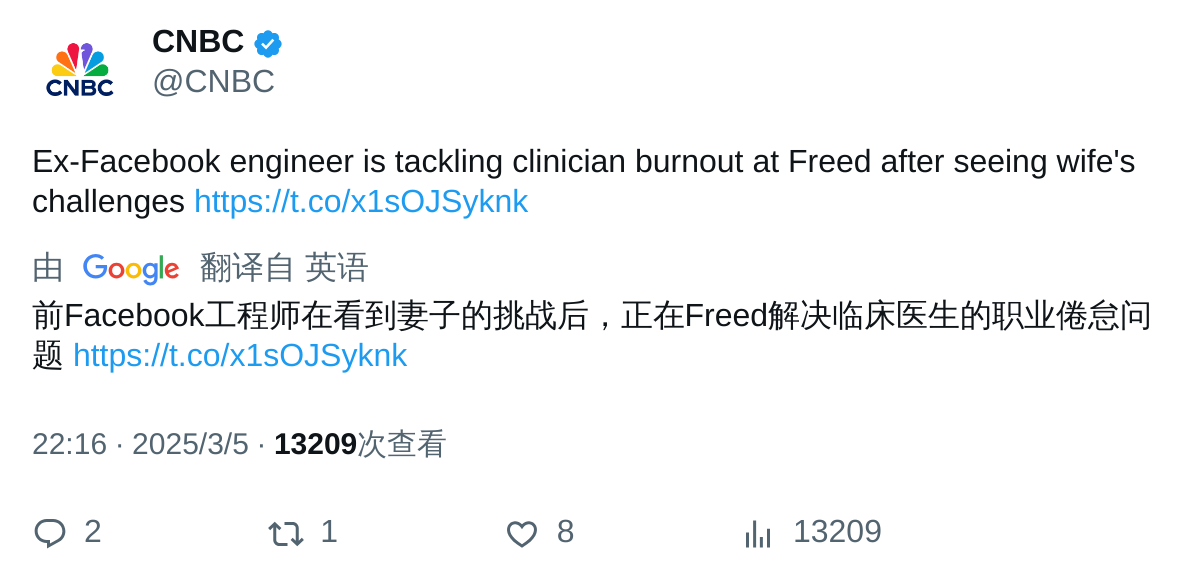 CNBC
CNBC
@CNBC
Ex-Facebook engineer is tackling clinician burnout at Freed after seeing wife's
challenges https://t.co/x1sOJSyknk
由 Google 翻译自 英语
前Facebook工程师在看到妻子的挑战后，正在Freed解决临床医生的职业倦怠问
题 https://t.co/x1sOJSyknk
22:16 · 2025/3/5 · 13209次查看
2 1 8 13209